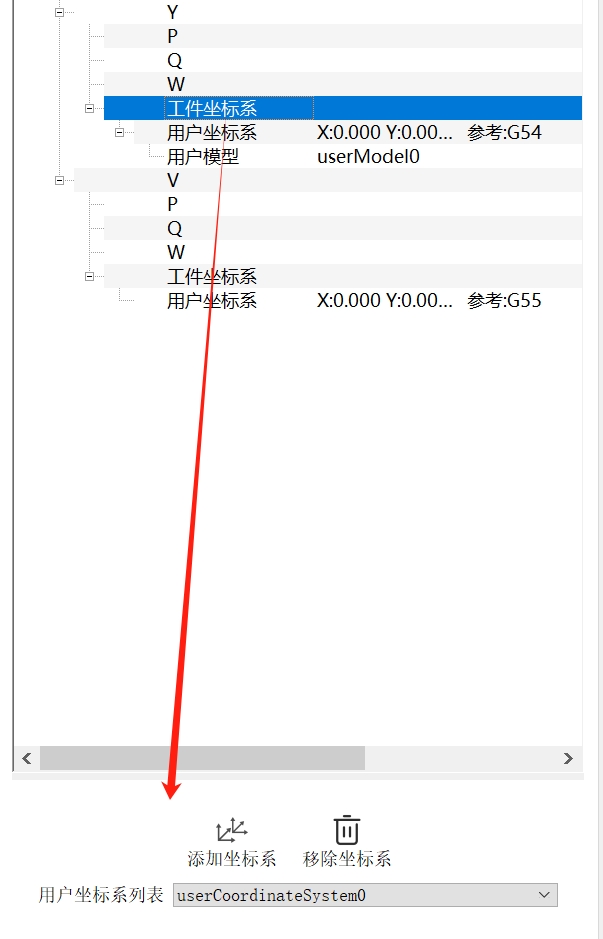 Y
P
Q
W
工件坐标系
用户坐标系 X:0.000 Y:0.00... 参考:G54
用户模型 userModel0
V
P
Q
W
工件坐标系
用户坐标系 X:0.000 Y:0.00... 参考:G55
添加坐标系 移除坐标系
用户坐标系列表 userCoordinateSystem0